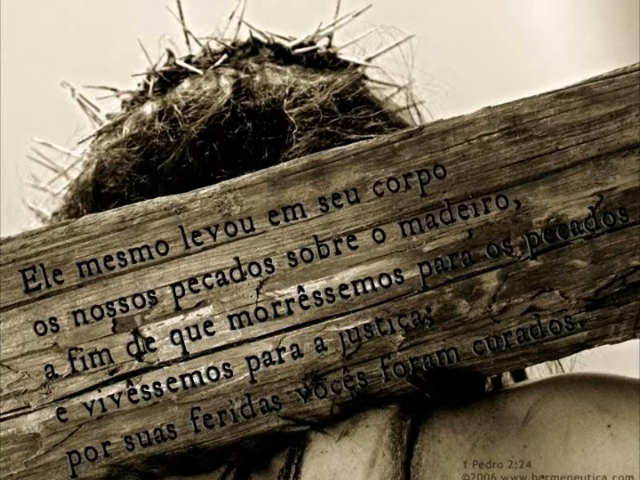 Ele mesmo levou em seu corpo
os nossos pecados sobre o madeiro,
a fim de que morrêssemos para os pecados
e vivêssemos para a justiça;
por suas feridas vocês foram curados.
1 Pedro 2:24
©2006 www.hermeneutica.com